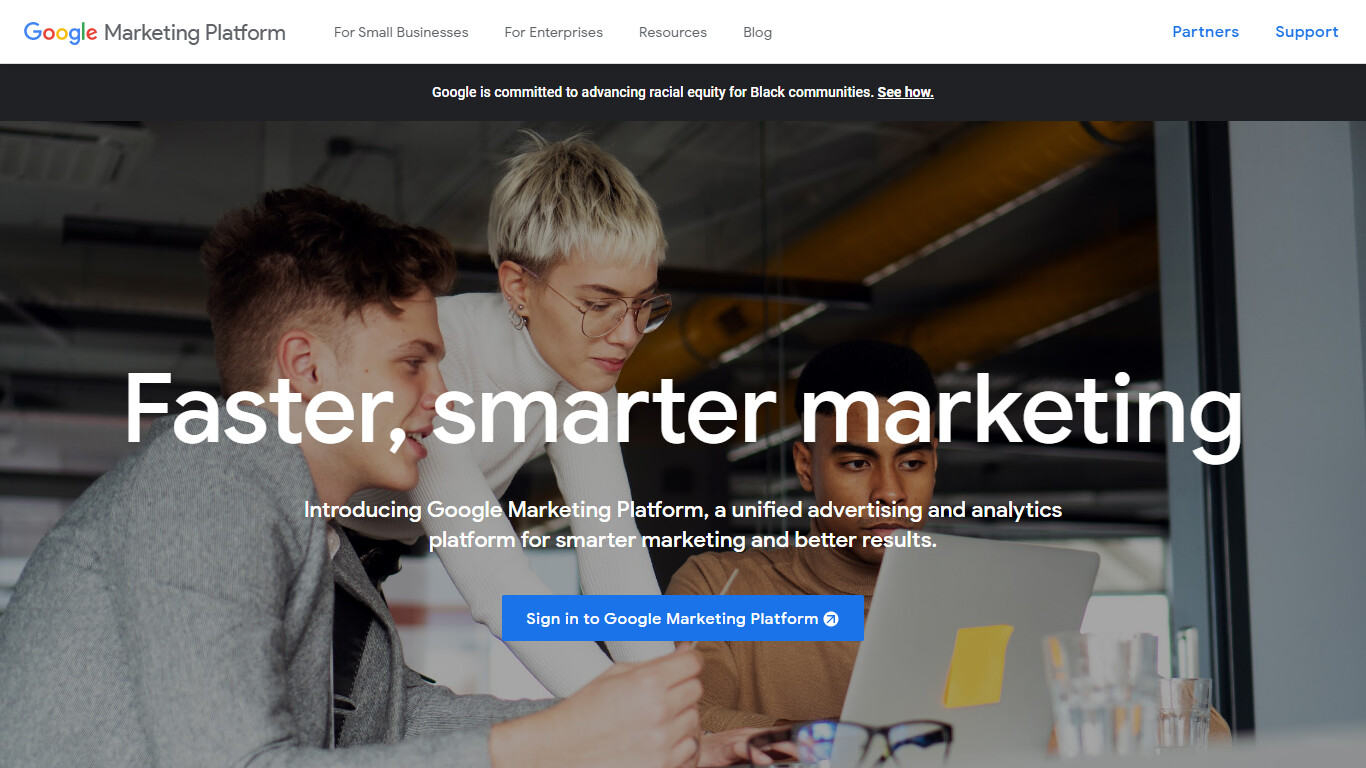 Google Marketing Platform For Small Businesses For Enterprises Resources Blog Partners Support
Google is committed to advancing racial equity for Black communities. See how.
Faster, smarter marketing
Introducing Google Marketing Platform, a unified advertising and analytics
platform for smarter marketing and better results.
Sign in to Google Marketing Platform